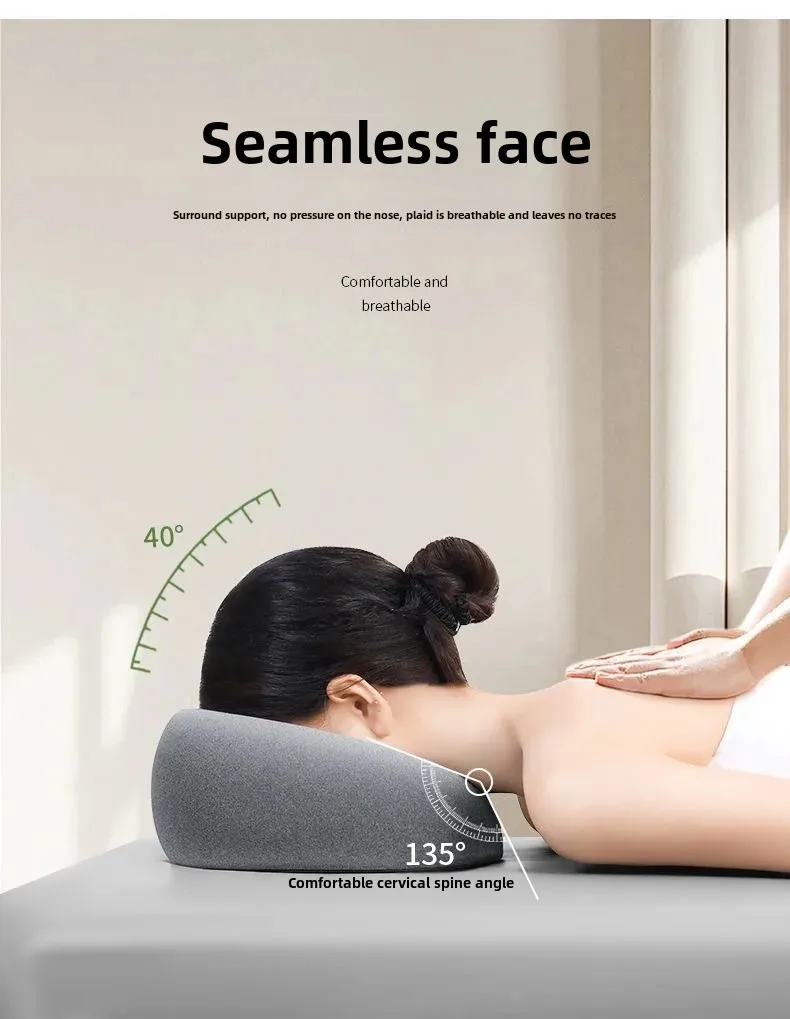 Seamless face
Surround support, no pressure on the nose, plaid is breathable and leaves no traces
Comfortable and
breathable
40°
135°
Comfortable cervical spine angle